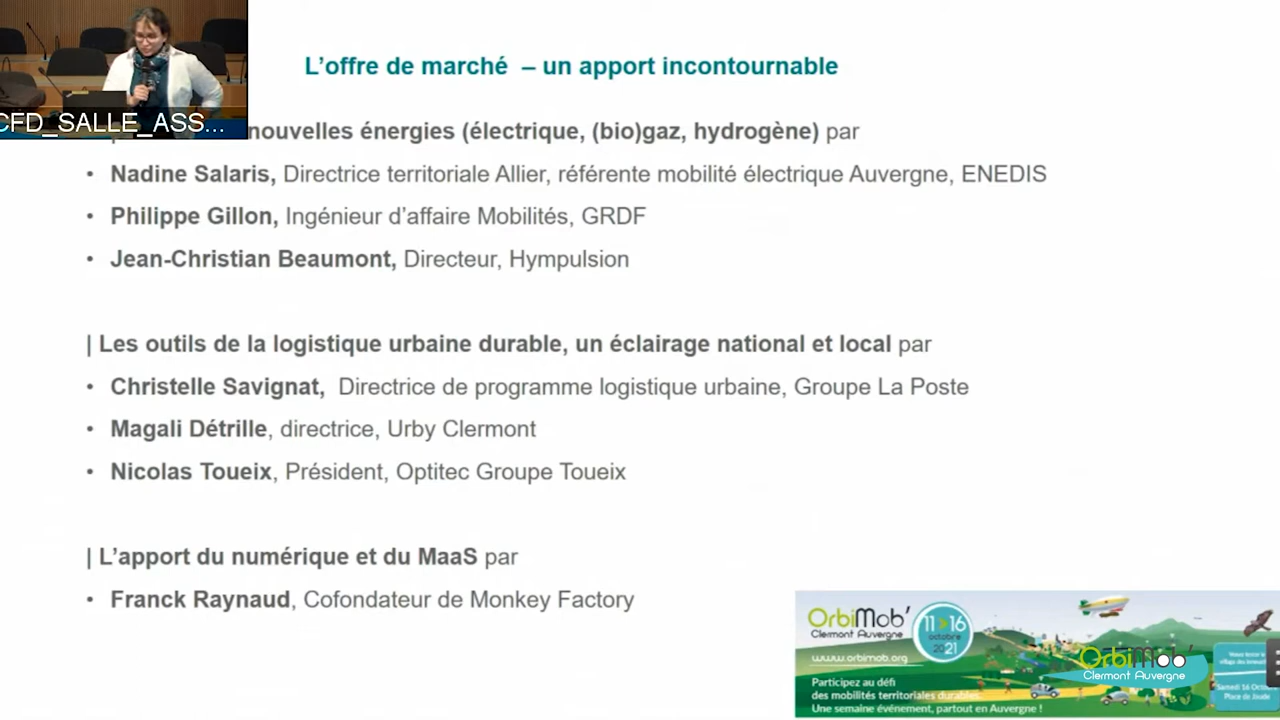 CFD_SALLE_ASS...
L'offre de marché – un apport incontournable
nouvelles énergies (électrique, (bio)gaz, hydrogène) par
• Nadine Salaris, Directrice territoriale Allier, référente mobilité électrique Auvergne, ENEDIS
• Philippe Gillon, Ingénieur d'affaire Mobilités, GRDF
• Jean-Christian Beaumont, Directeur, Hympulsion
| Les outils de la logistique urbaine durable, un éclairage national et local par
• Christelle Savignat, Directrice de programme logistique urbaine, Groupe La Poste
• Magali Détrille, directrice, Urby Clermont
• Nicolas Toueix, Président, Optitec Groupe Toueix
| L'apport du numérique et du MaaS par
• Franck Raynaud, Cofondateur de Monkey Factory
OrbiMob'
Clermont Auvergne
11 > 16
octobre
2021
www.orbimob.org
Participez au défi
des mobilités territoriales durables.
Une semaine événement, partout en Auvergne !
OrbiMob'
Clermont Auvergne
Samedi 16
Place de Jaude